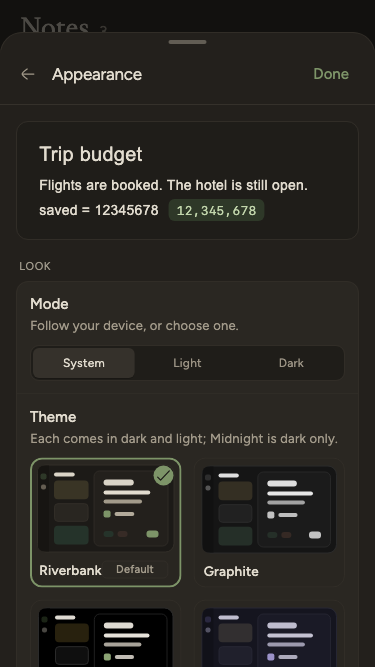 Notes 3
Appearance
Done
Trip budget
Flights are booked. The hotel is still open.
saved = 12345678 12,345,678
LOOK
Mode
Follow your device, or choose one.
System Light Dark
Theme
Each comes in dark and light; Midnight is dark only.
Riverbank Default
Graphite